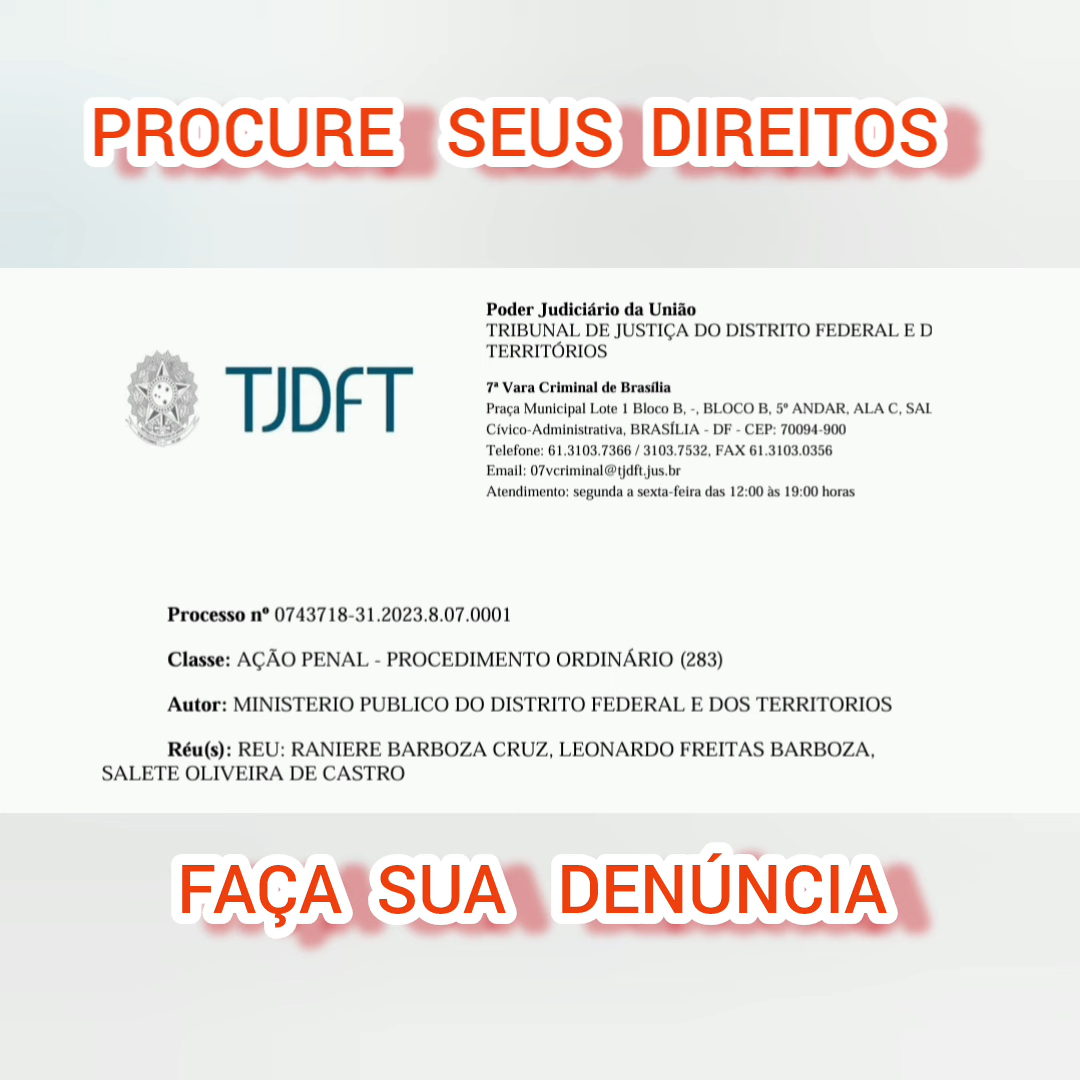 PROCURE SEUS DIREITOS
TJDFT
Poder Judiciário da União
TRIBUNAL DE JUSTIÇA DO DISTRITO FEDERAL E D
TERRITÓRIOS
7ª Vara Criminal de Brasília
Praça Municipal Lote 1 Bloco B, -, BLOCO B, 5º ANDAR, ALA C, SAL
Cívico-Administrativa, BRASÍLIA - DF - CEP: 70094-900
Telefone: 61.3103.7366 / 3103.7532, FAX 61.3103.0356
Email: 07vcriminal@tjdft.jus.br
Atendimento: segunda a sexta-feira das 12:00 às 19:00 horas
Processo nº 0743718-31.2023.8.07.0001
Classe: AÇÃO PENAL - PROCEDIMENTO ORDINÁRIO (283)
Autor: MINISTERIO PUBLICO DO DISTRITO FEDERAL E DOS TERRITORIOS
Réu(s): REU: RANIERE BARBOZA CRUZ, LEONARDO FREITAS BARBOZA,
SALETE OLIVEIRA DE CASTRO
FAÇA SUA DENÚNCIA